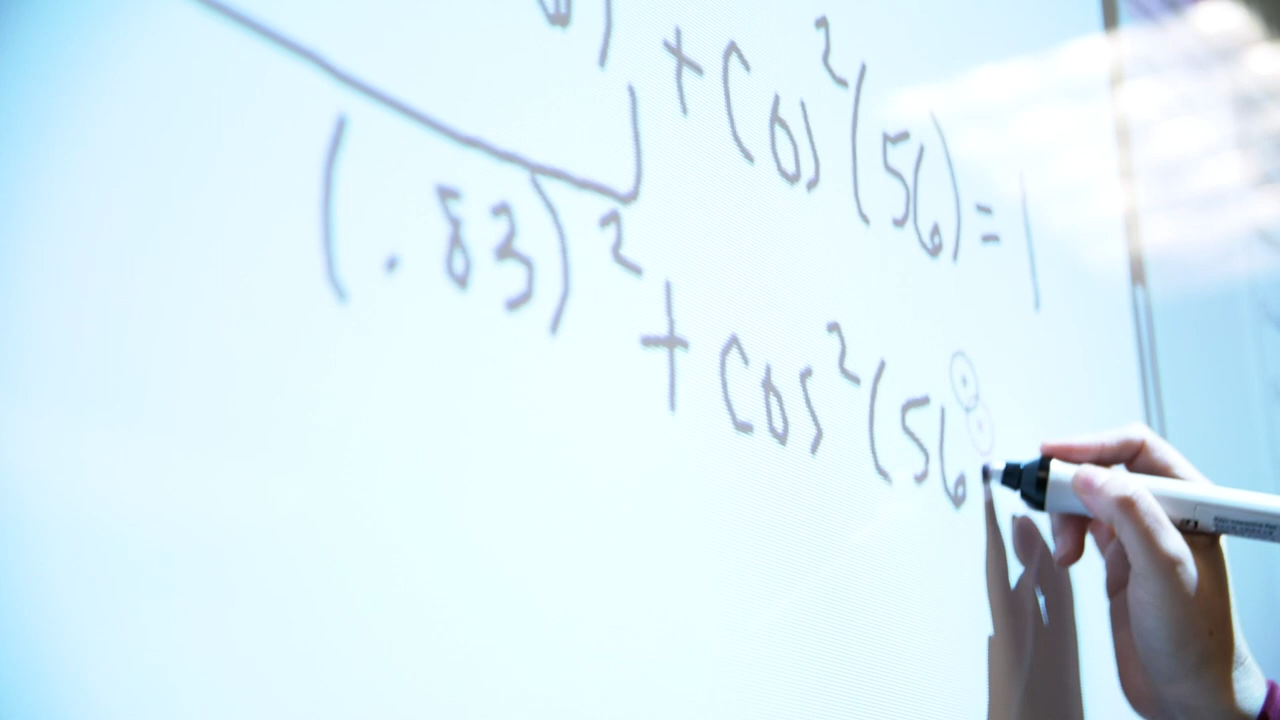 ) + Cos²(56) = 1
(.83)² + Cos²(56